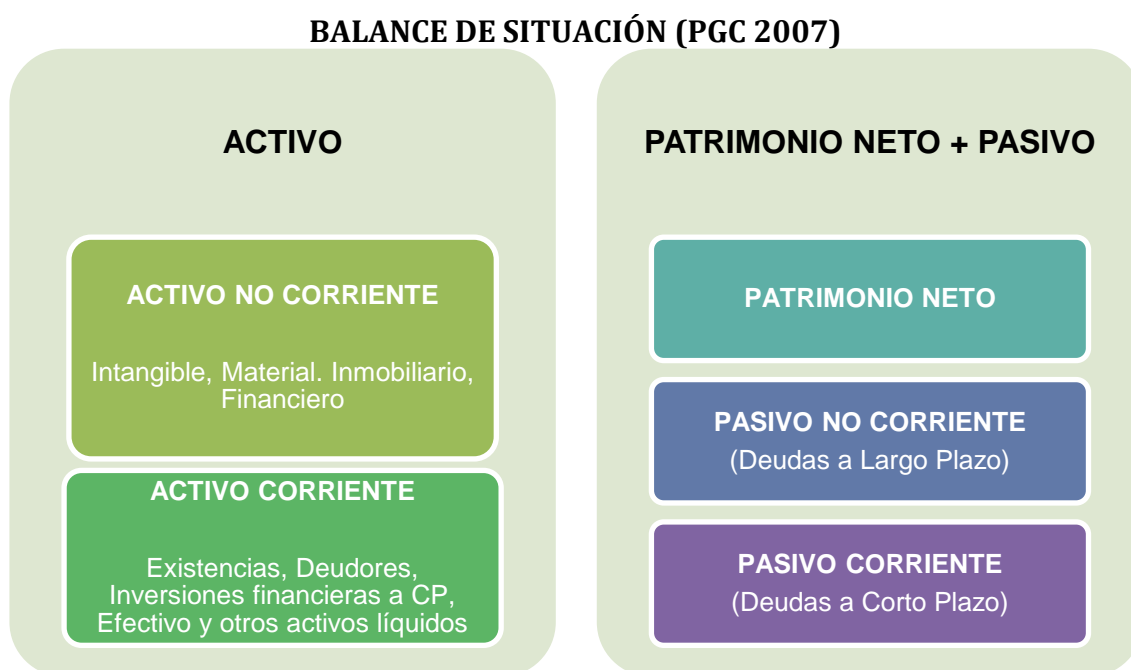 BALANCE DE SITUACIÓN (PGC 2007)
ACTIVO
ACTIVO NO CORRIENTE
Intangible, Material. Inmobiliario,
Financiero
ACTIVO CORRIENTE
Existencias, Deudores,
Inversiones financieras a CP,
Efectivo y otros activos líquidos
PATRIMONIO NETO + PASIVO
PATRIMONIO NETO
PASIVO NO CORRIENTE
(Deudas a Largo Plazo)
PASIVO CORRIENTE
(Deudas a Corto Plazo)